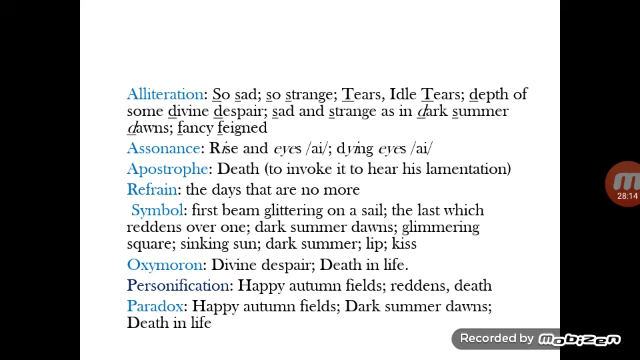 Alliteration: So sad; so strange; Tears, Idle Tears; depth of
some divine despair; sad and strange as in dark summer
dawns; fancy feigned
Assonance: Rise and eyes /ai/; dying eyes /ai/
Apostrophe: Death (to invoke it to hear his lamentation)
Refrain: the days that are no more
Symbol: first beam glittering on a sail; the last which
reddens over one; dark summer dawns; glimmering
square; sinking sun; dark summer; lip; kiss
Oxymoron: Divine despair; Death in life.
Personification: Happy autumn fields; reddens, death
Paradox: Happy autumn fields; Dark summer dawns;
Death in life
28:14
Recorded by mobizen